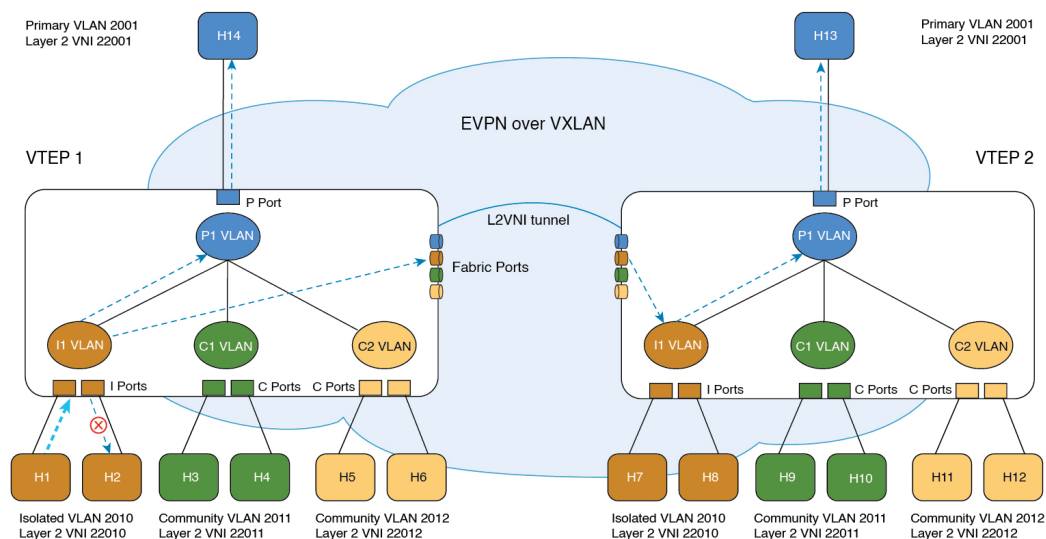 Primary VLAN 2001
Layer 2 VNI 22001
H14
H13
Primary VLAN 2001
Layer 2 VNI 22001
EVPN over VXLAN
VTEP 1
VTEP 2
P Port
P Port
L2VNI tunnel
P1 VLAN
P1 VLAN
Fabric Ports
I1 VLAN
C1 VLAN
C2 VLAN
I1 VLAN
C1 VLAN
C2 VLAN
I Ports
C Ports
C Ports
I Ports
C Ports
C Ports
H1
H2
H3
H4
H5
H6
H7
H8
H9
H10
H11
H12
Isolated VLAN 2010
Layer 2 VNI 22010
Community VLAN 2011
Layer 2 VNI 22011
Community VLAN 2012
Layer 2 VNI 22012
Isolated VLAN 2010
Layer 2 VNI 22010
Community VLAN 2011
Layer 2 VNI 22011
Community VLAN 2012
Layer 2 VNI 22012